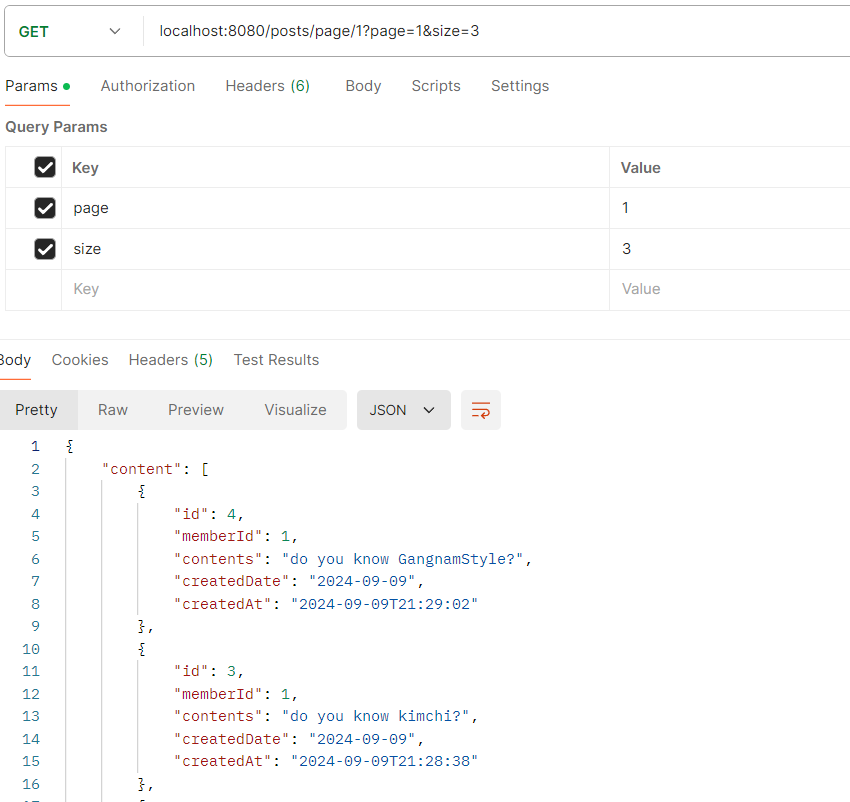 GET localhost:8080/posts/page/1?page=1&size=3
Params Authorization Headers (6) Body Scripts Settings
Query Params
Key Value
page 1
size 3
Key Value
Body Cookies Headers (5) Test Results
Pretty Raw Preview Visualize JSON
1 {
2 "content": [
3 {
4 "id": 4,
5 "memberId": 1,
6 "contents": "do you know GangnamStyle?",
7 "createdDate": "2024-09-09",
8 "createdAt": "2024-09-09T21:29:02"
9 },
10 {
11 "id": 3,
12 "memberId": 1,
13 "contents": "do you know kimchi?",
14 "createdDate": "2024-09-09",
15 "createdAt": "2024-09-09T21:28:38"
16 },